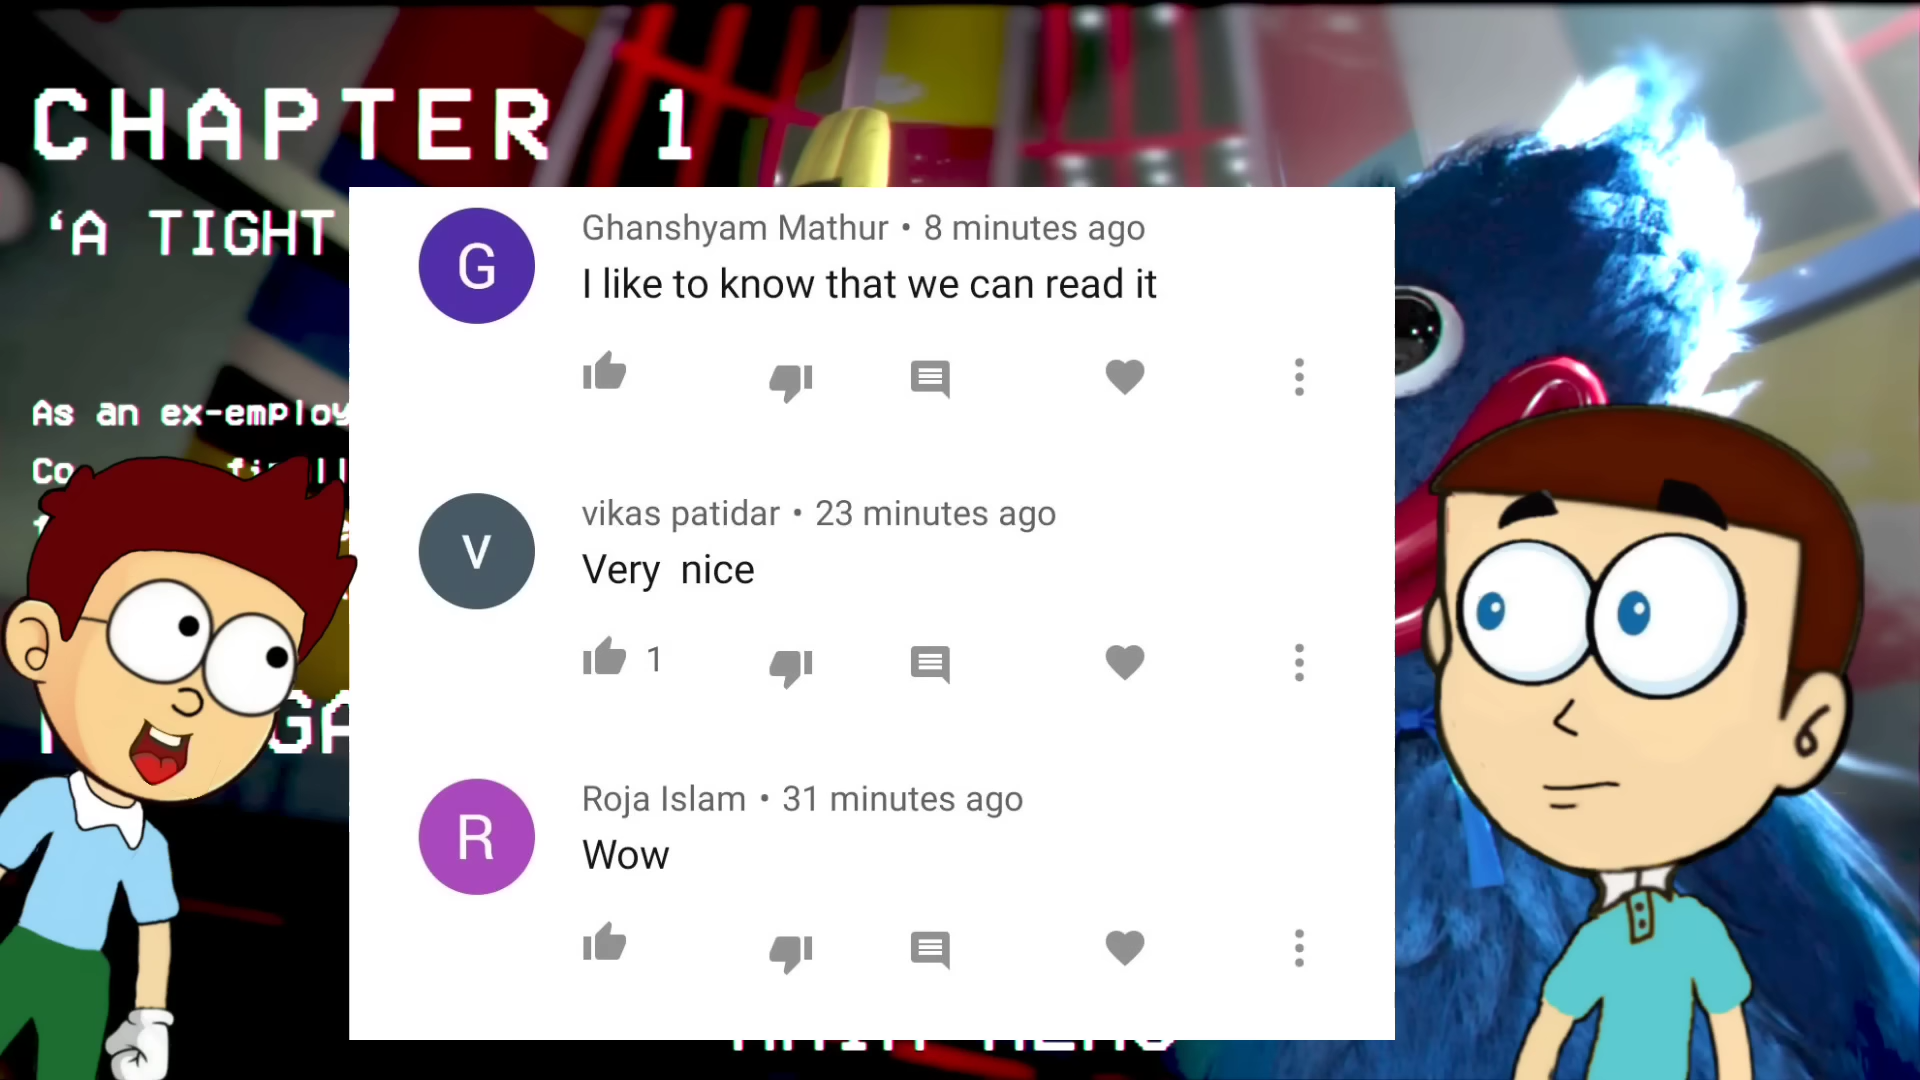 CHAPTER 1
‘A TIGHT
As an ex-employ
Co
Ghanshyam Mathur • 8 minutes ago
I like to know that we can read it
vikas patidar • 23 minutes ago
Very nice
1
Roja Islam • 31 minutes ago
Wow
G
V
R